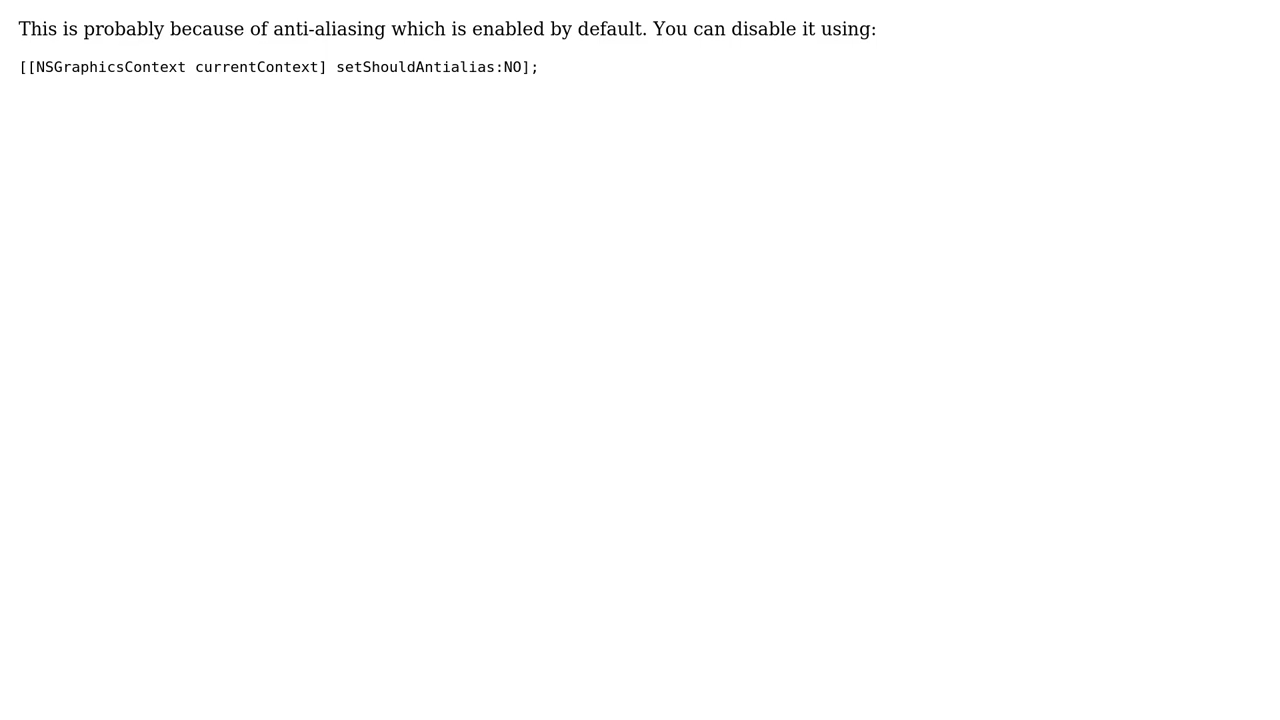 This is probably because of anti-aliasing which is enabled by default. You can disable it using:
[[NSGraphicsContext currentContext] setShouldAntialias:NO];